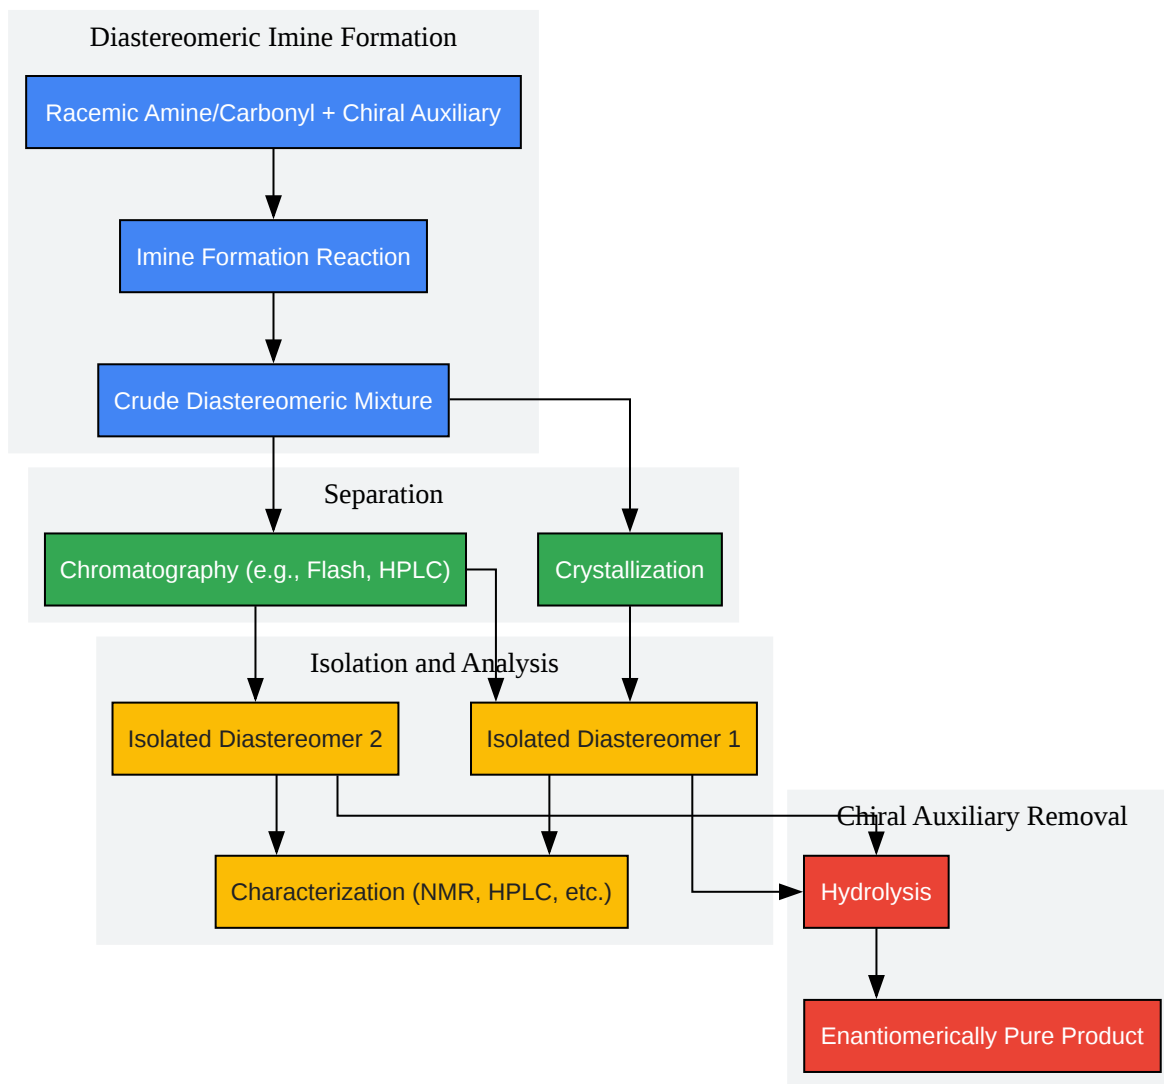 Diastereomeric Imine Formation
Racemic Amine/Carbonyl + Chiral Auxiliary
Imine Formation Reaction
Crude Diastereomeric Mixture
Separation
Chromatography (e.g., Flash, HPLC)
Crystallization
Isolation and Analysis
Isolated Diastereomer 2
Isolated Diastereomer 1
Characterization (NMR, HPLC, etc.)
Chiral Auxiliary Removal
Hydrolysis
Enantiomerically Pure Product